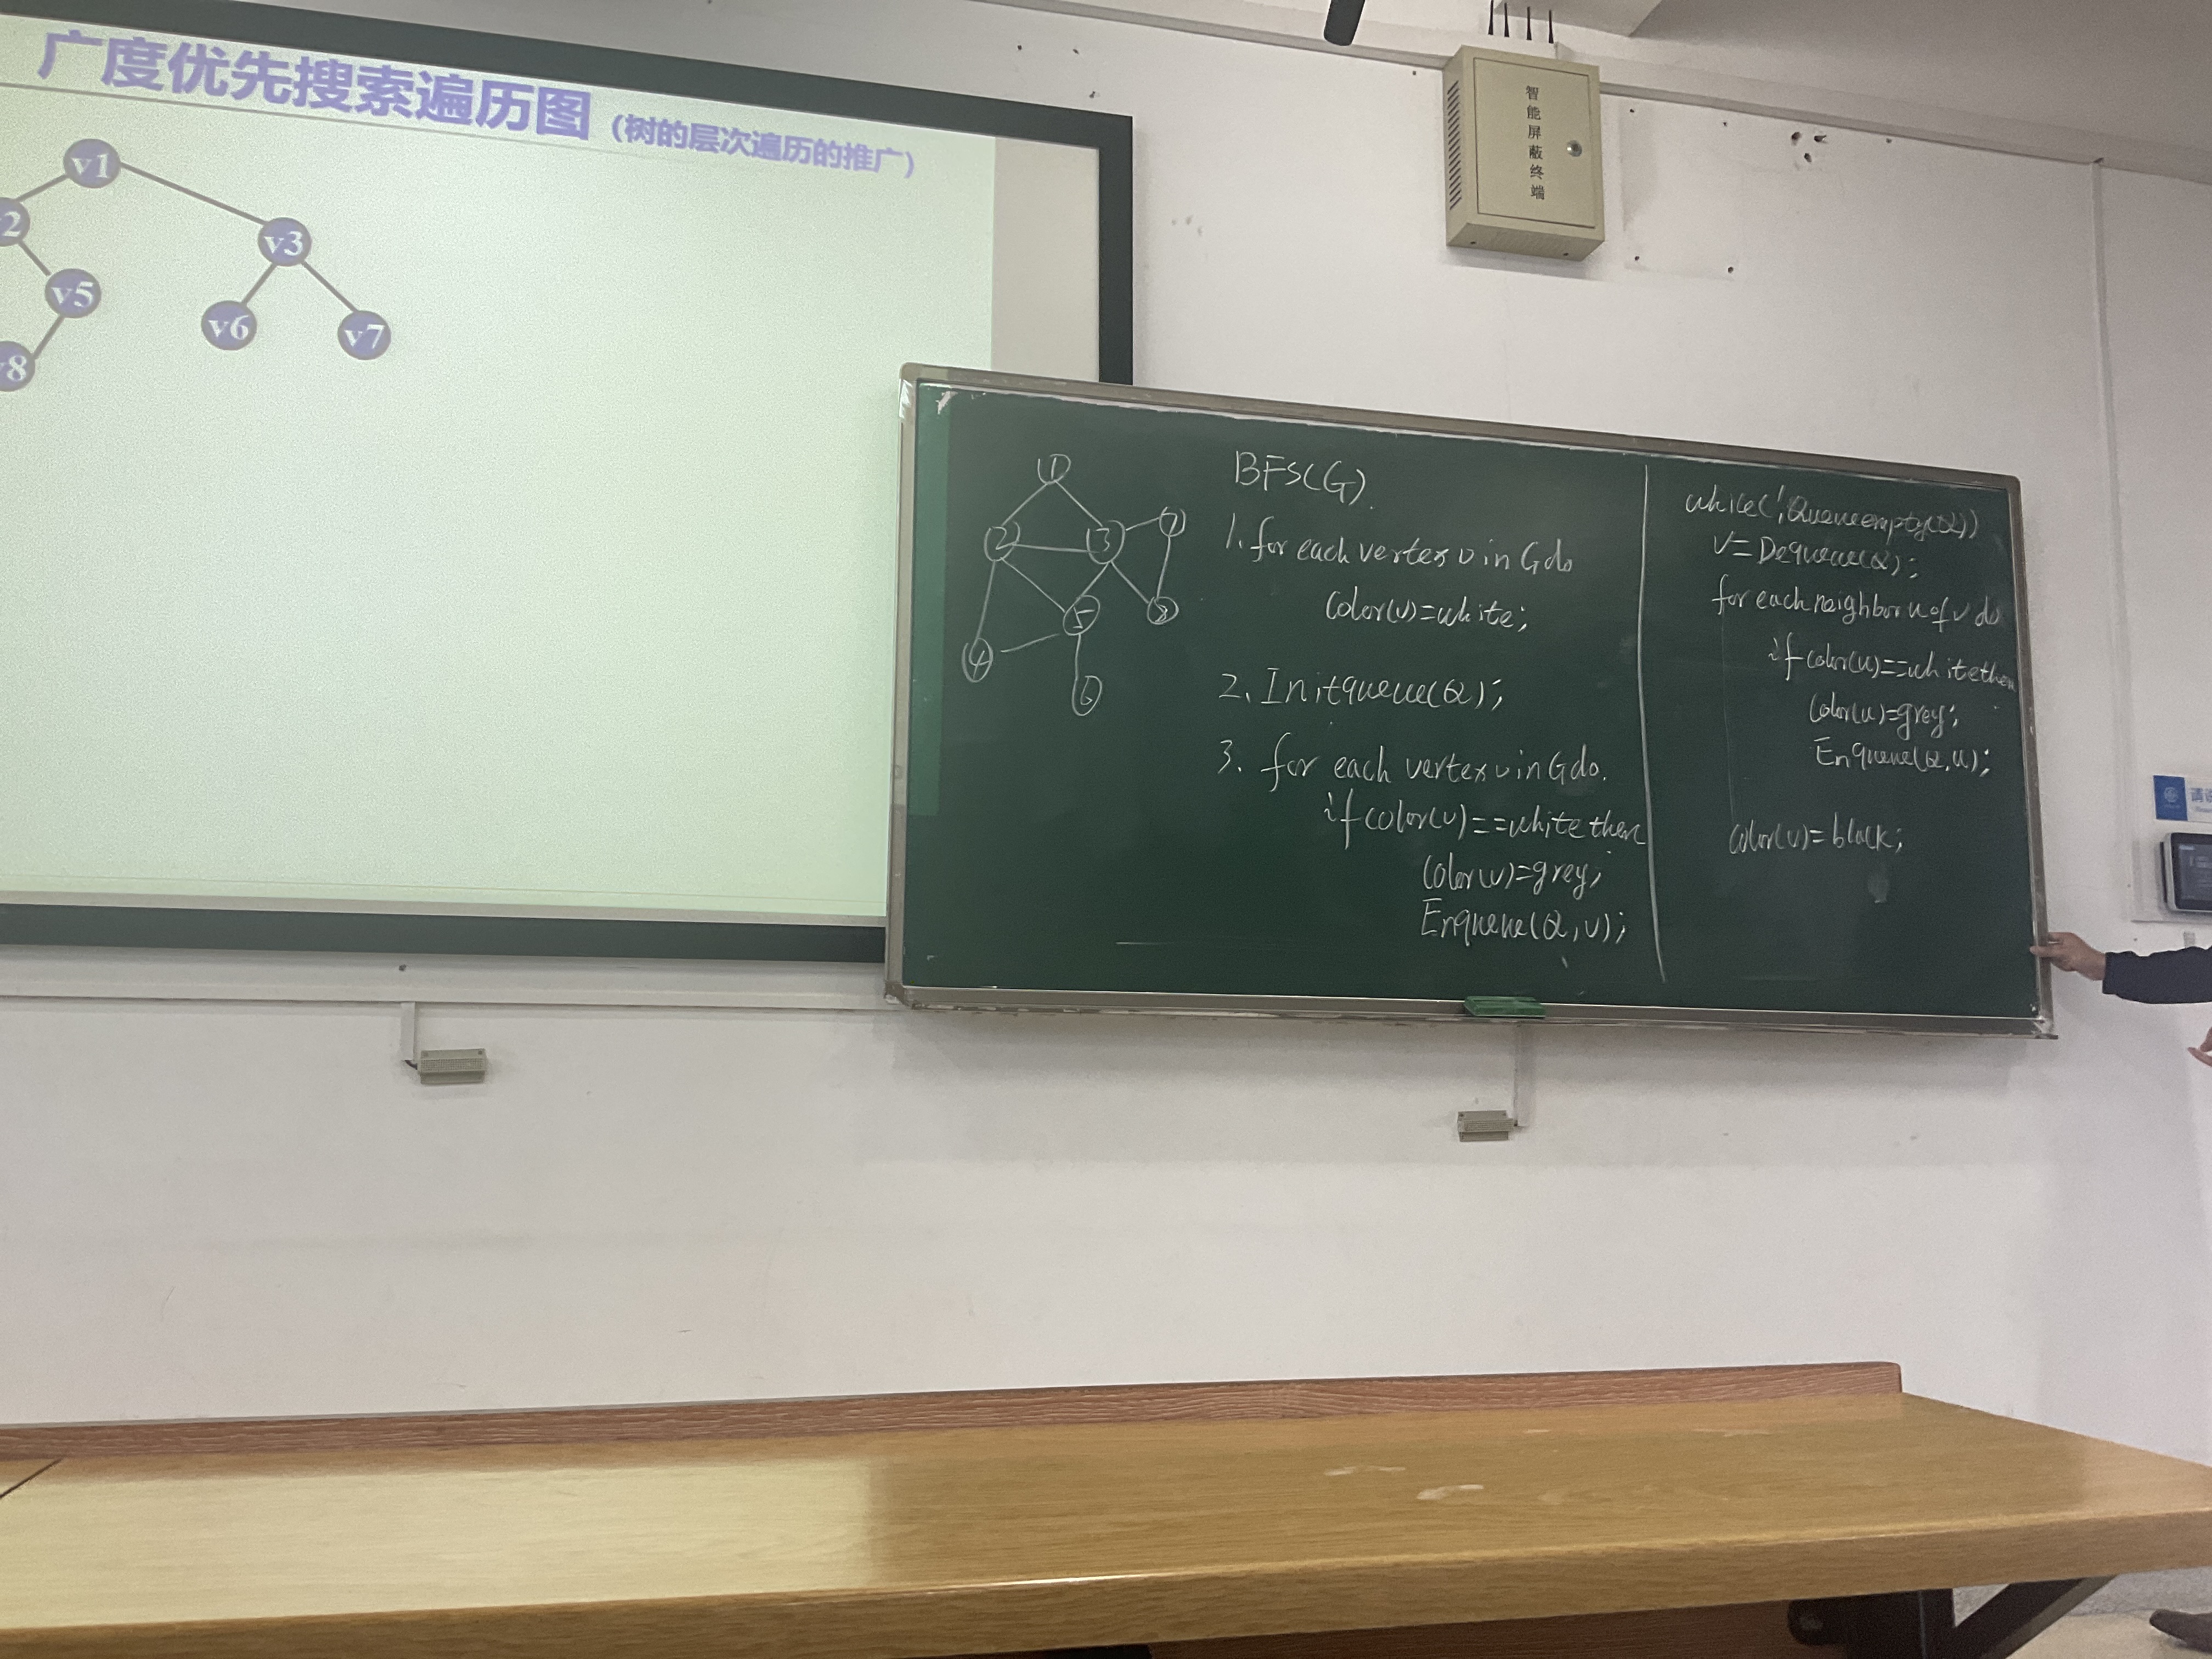 广度优先搜索遍历图 (树的层次遍历的推广)
v1
2
v3
v5
v6
v7
v8
智能屏蔽终端
1
2
3
7
5
8
4
6
BFS(G).
1. for each vertex v in G do
Color(v)=white;
2. Initqueue(Q);
3. for each vertex v in G do.
if color(v)==white then
Color(v)=grey;
Enqueue(Q,v);
while(!Queueempty(Q))
v=Dequeue(Q);
for each neighbor u of v do
if color(u)==white then
Color(u)=grey;
Enqueue(Q,u);
Color(v)=black;
请